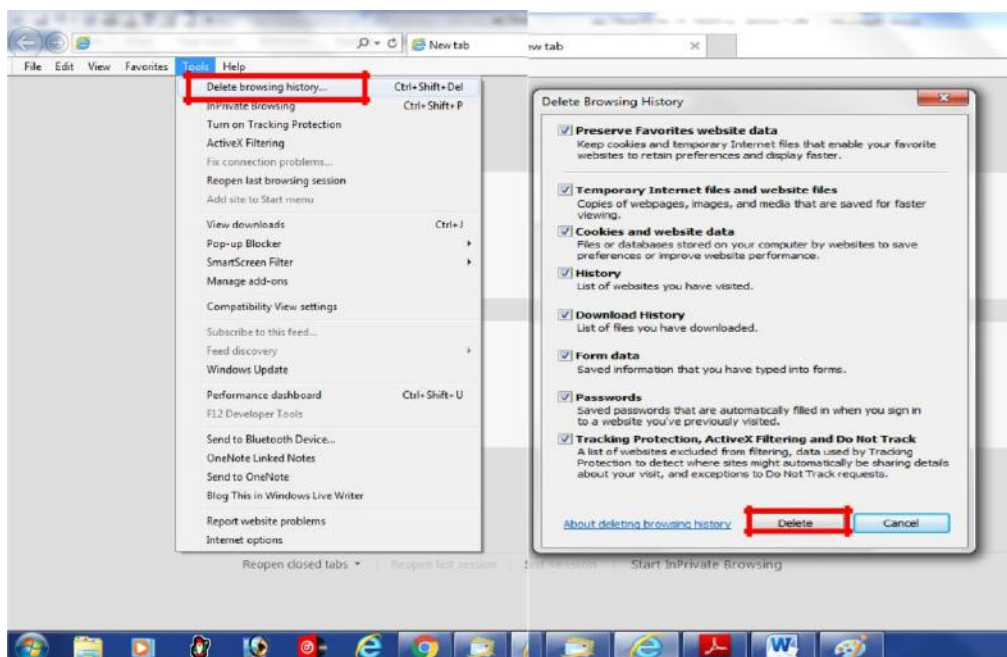 New tab
File Edit View Favorites Tools Help
Delete browsing history... Ctrl+Shift+Del
InPrivate Browsing Ctrl+Shift+P
Turn on Tracking Protection
ActiveX Filtering
Fix connection problems...
Reopen last browsing session
Add site to Start menu
View downloads Ctrl+J
Pop-up Blocker
SmartScreen Filter
Manage add-ons
Compatibility View settings
Subscribe to this feed...
Feed discovery
Windows Update
Performance dashboard Ctrl+Shift+U
F12 Developer Tools
Send to Bluetooth Device...
OneNote Linked Notes
Send to OneNote
Blog This in Windows Live Writer
Report website problems
Internet options
Reopen closed tabs Reopen last session
ew tab
Delete Browsing History
Preserve Favorites website data
Keep cookies and temporary Internet files that enable your favorite
websites to retain preferences and display faster.
Temporary Internet files and website files
Copies of webpages, images, and media that are saved for faster
viewing.
Cookies and website data
Files or databases stored on your computer by websites to save
preferences or improve website performance.
History
List of websites you have visited.
Download History
List of files you have downloaded.
Form data
Saved information that you have typed into forms.
Passwords
Saved passwords that are automatically filled in when you sign in
to a website you've previously visited.
Tracking Protection, ActiveX Filtering and Do Not Track
A list of websites excluded from filtering, data used by Tracking
Protection to detect where sites might automatically be sharing details
about your visit, and exceptions to Do Not Track requests.
About deleting browsing history Delete Cancel
session Start InPrivate Browsing